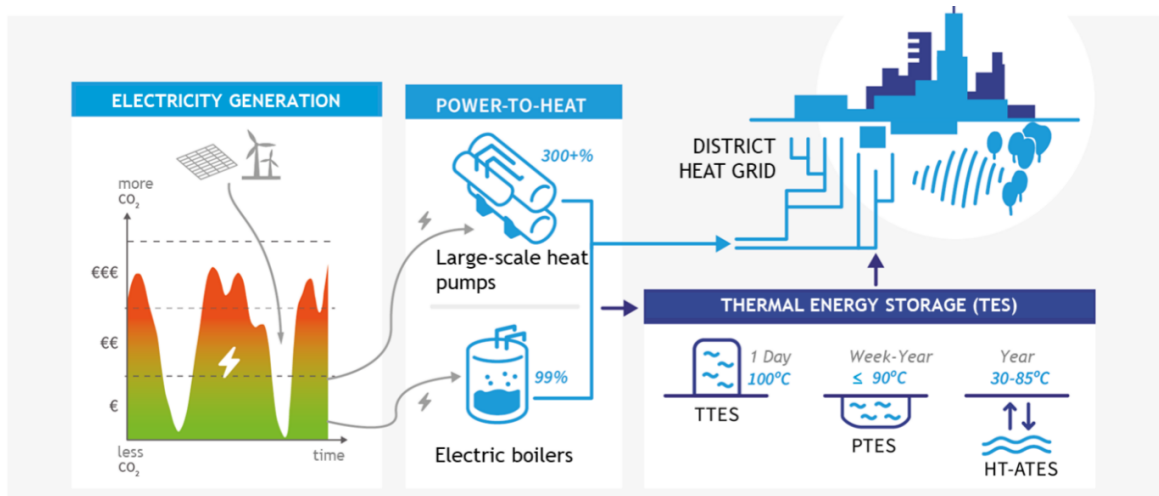 ELECTRICITY GENERATION
more
CO₂
€€€
€€
€
less
CO₂
time
POWER-TO-HEAT
300+%
Large-scale heat
pumps
99%
Electric boilers
DISTRICT
HEAT GRID
THERMAL ENERGY STORAGE (TES)
1 Day
100°C
TTES
Week-Year
≤ 90°C
PTES
Year
30-85°C
HT-ATES